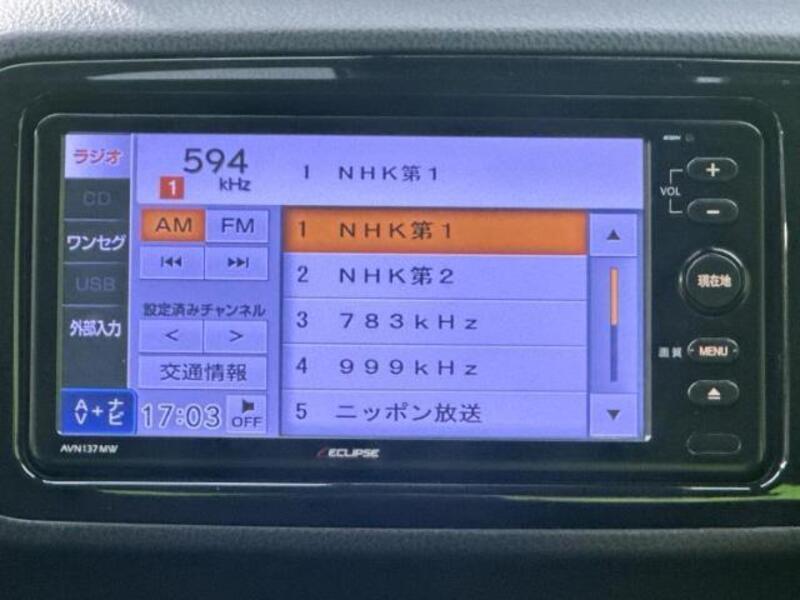 ラジオ
CD
ワンセグ
USB
外部入力
AV+ナビ
594
kHz
1
1 NHK第1
AM FM
設定済みチャンネル
< >
交通情報
17:03 OFF
1 NHK第1
2 NHK第2
3 783kHz
4 999kHz
5 ニッポン放送
VOL
+
-
現在地
画質 MENU
AVN137MW
ECLIPSE